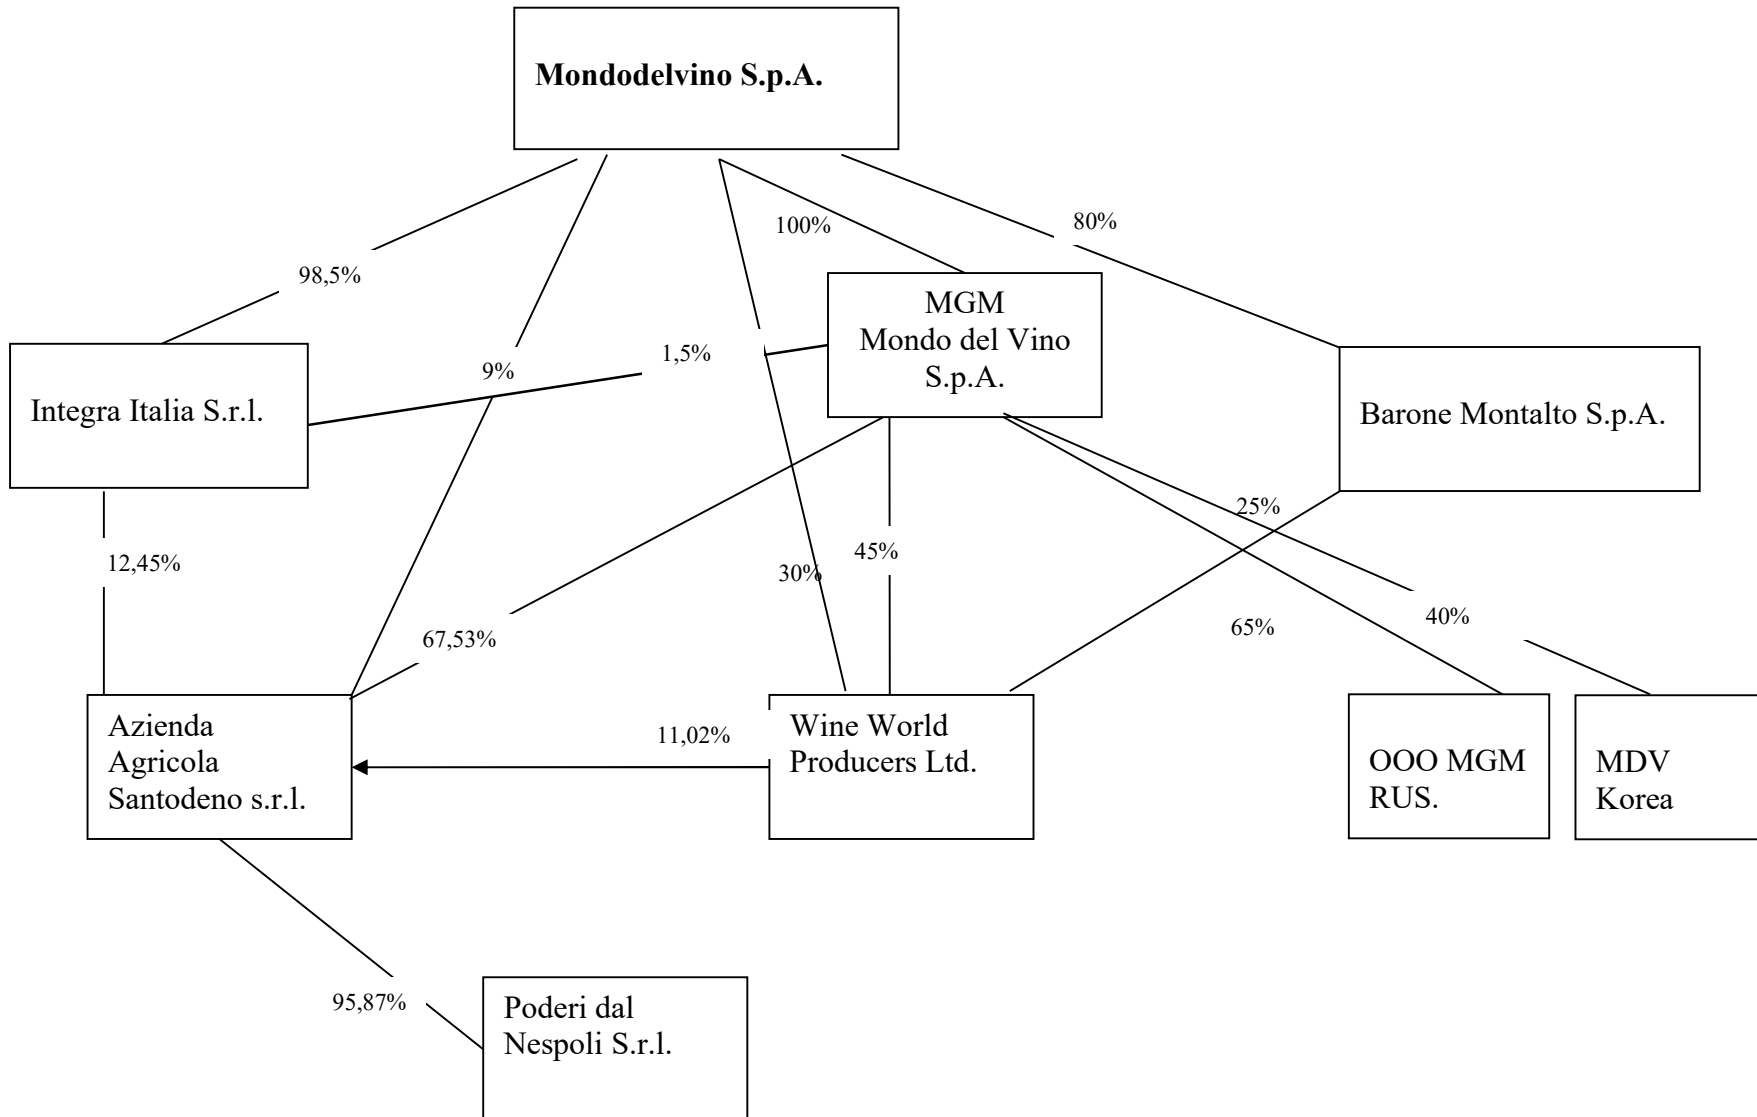 Mondodelvino S.p.A.
100%
80%
98,5%
MGM
Mondo del Vino
S.p.A.
1,5%
9%
Integra Italia S.r.l.
Barone Montalto S.p.A.
25%
45%
12,45%
30%
40%
65%
67,53%
Azienda
Agricola
Santodeno s.r.l.
11,02%
Wine World
Producers Ltd.
OOO MGM
RUS.
MDV
Korea
95,87%
Poderi dal
Nespoli S.r.l.